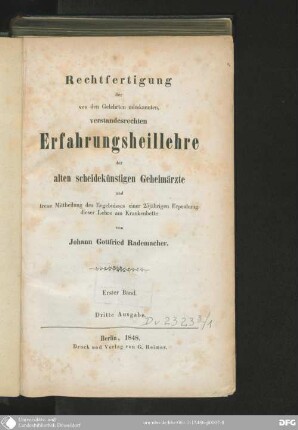 Rechtfertigung
der
von den Gelehrten misskannten,
verstandesrechten
Erfahrungsheillehre
der
alten scheidekünstigen Geheimärzte
und
treue Mittheilung des Ergebnisses einer 25jährigen Erprobung
dieser Lehre am Krankenbette
von
Johann Gottfried Rademacher.
Erster Band.
Dritte Ausgabe.
Berlin, 1848.
Druck und Verlag von G. Reimer.
DFG